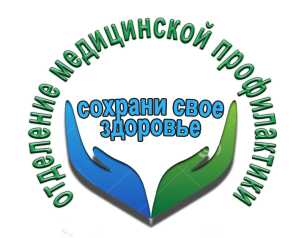 отделение медицинской профилактики
сохрани свое
здоровье